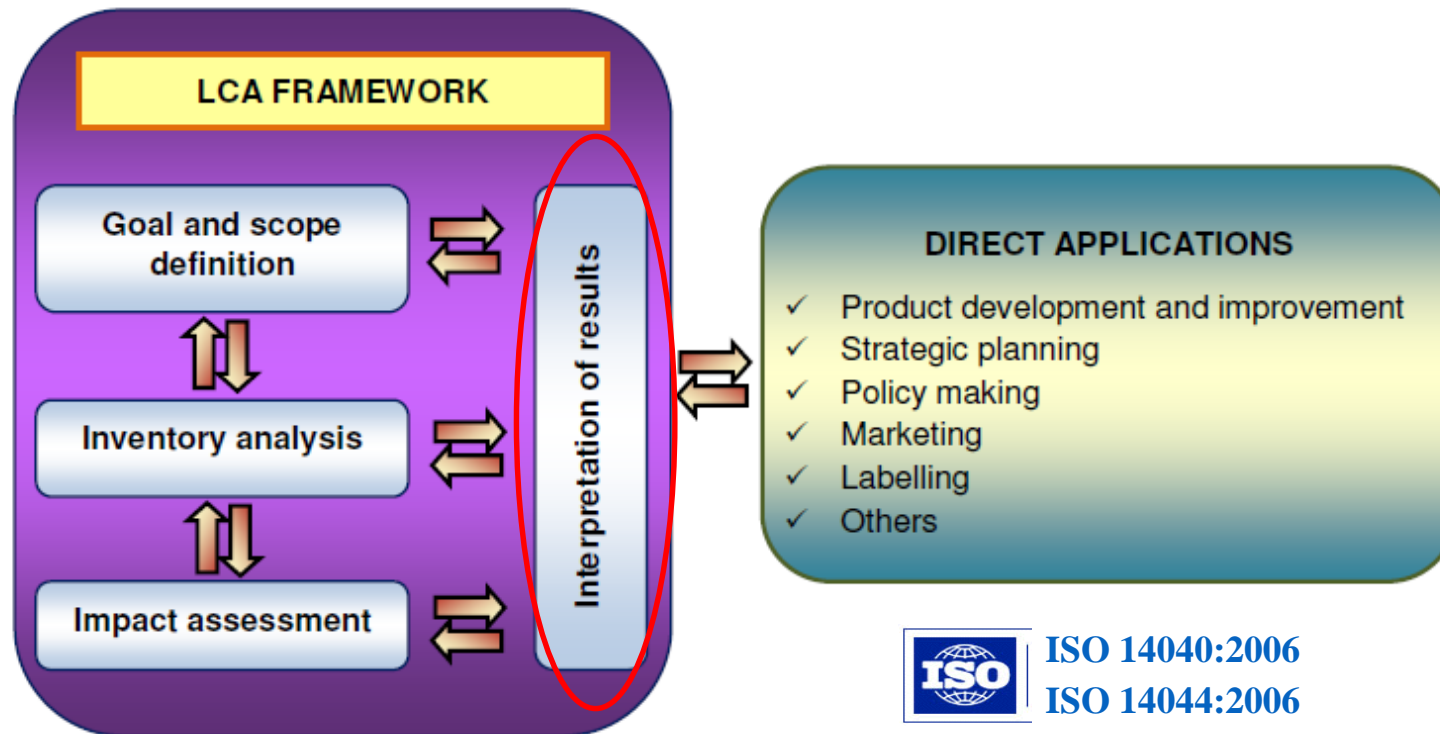 LCA FRAMEWORK
Goal and scope
definition
Inventory analysis
Impact assessment
Interpretation of results
DIRECT APPLICATIONS
✓ Product development and improvement
✓ Strategic planning
✓ Policy making
✓ Marketing
✓ Labelling
✓ Others
ISO
ISO 14040:2006
ISO 14044:2006